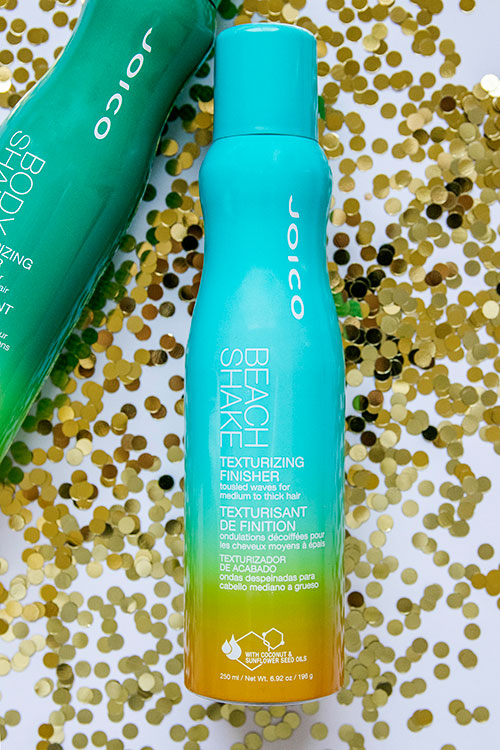 JOICO
BODY
SHAKE
JOICO
BEACH
SHAKE
TEXTURIZING
FINISHER
tousled waves for
medium to thick hair
TEXTURISANT
DE FINITION
ondulations décoiffées pour
les cheveux moyens à épais
TEXTURIZADOR
DE ACABADO
ondas despeinadas para
cabello mediano a grueso
WITH COCONUT &
SUNFLOWER SEED OILS
250 ml / Net Wt. 6.92 oz / 196 g